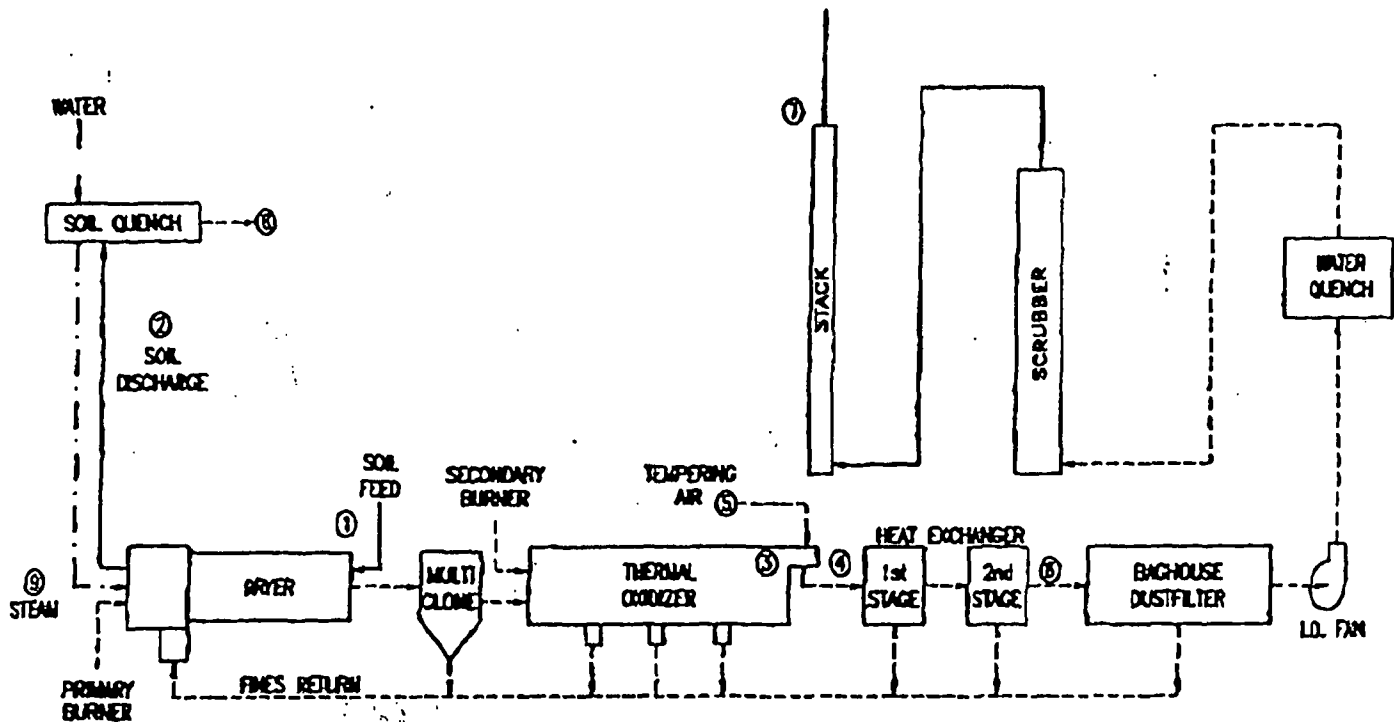 WATER
SOIL QUENCH
②
SOIL
DISCHARGE
⑦
STACK
SCRUBBER
WATER
QUENCH
SOIL
FEED
①
SECONDARY
BURNER
TEMPERING
AIR ⑤
HEAT EXCHANGER
⑨
STEAM
DRYER
MULTI
CLONE
THERMAL
OXIDIZER
③
④
1st
STAGE
2nd
STAGE
BAGHOUSE
DUSTFILTER
I.D. FAN
PRIMARY
BURNER
FINES RETURN